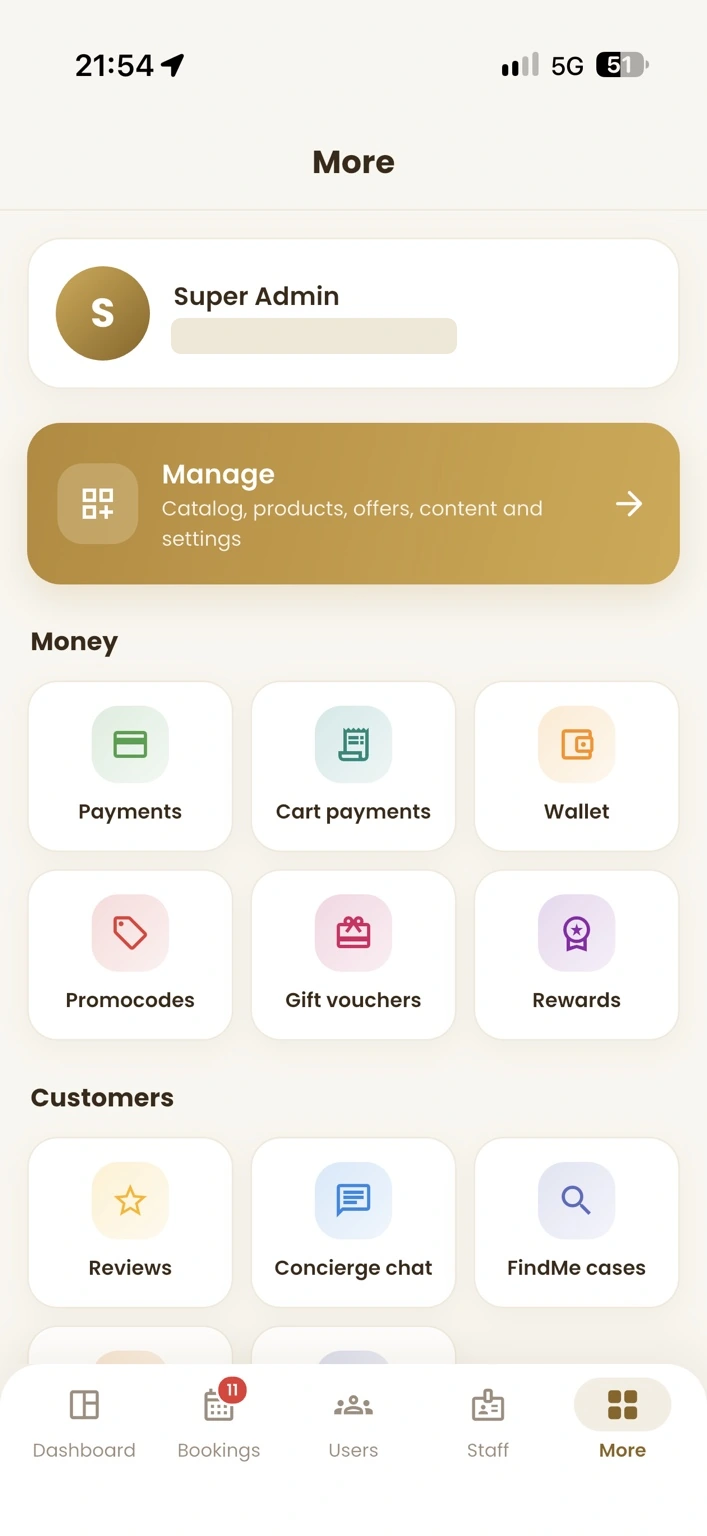 21:54
5G
51
More
S
Super Admin
Manage
Catalog, products, offers, content and
settings
Money
Payments
Cart payments
Wallet
Promocodes
Gift vouchers
Rewards
Customers
Reviews
Concierge chat
FindMe cases
11
Dashboard
Bookings
Users
Staff
More